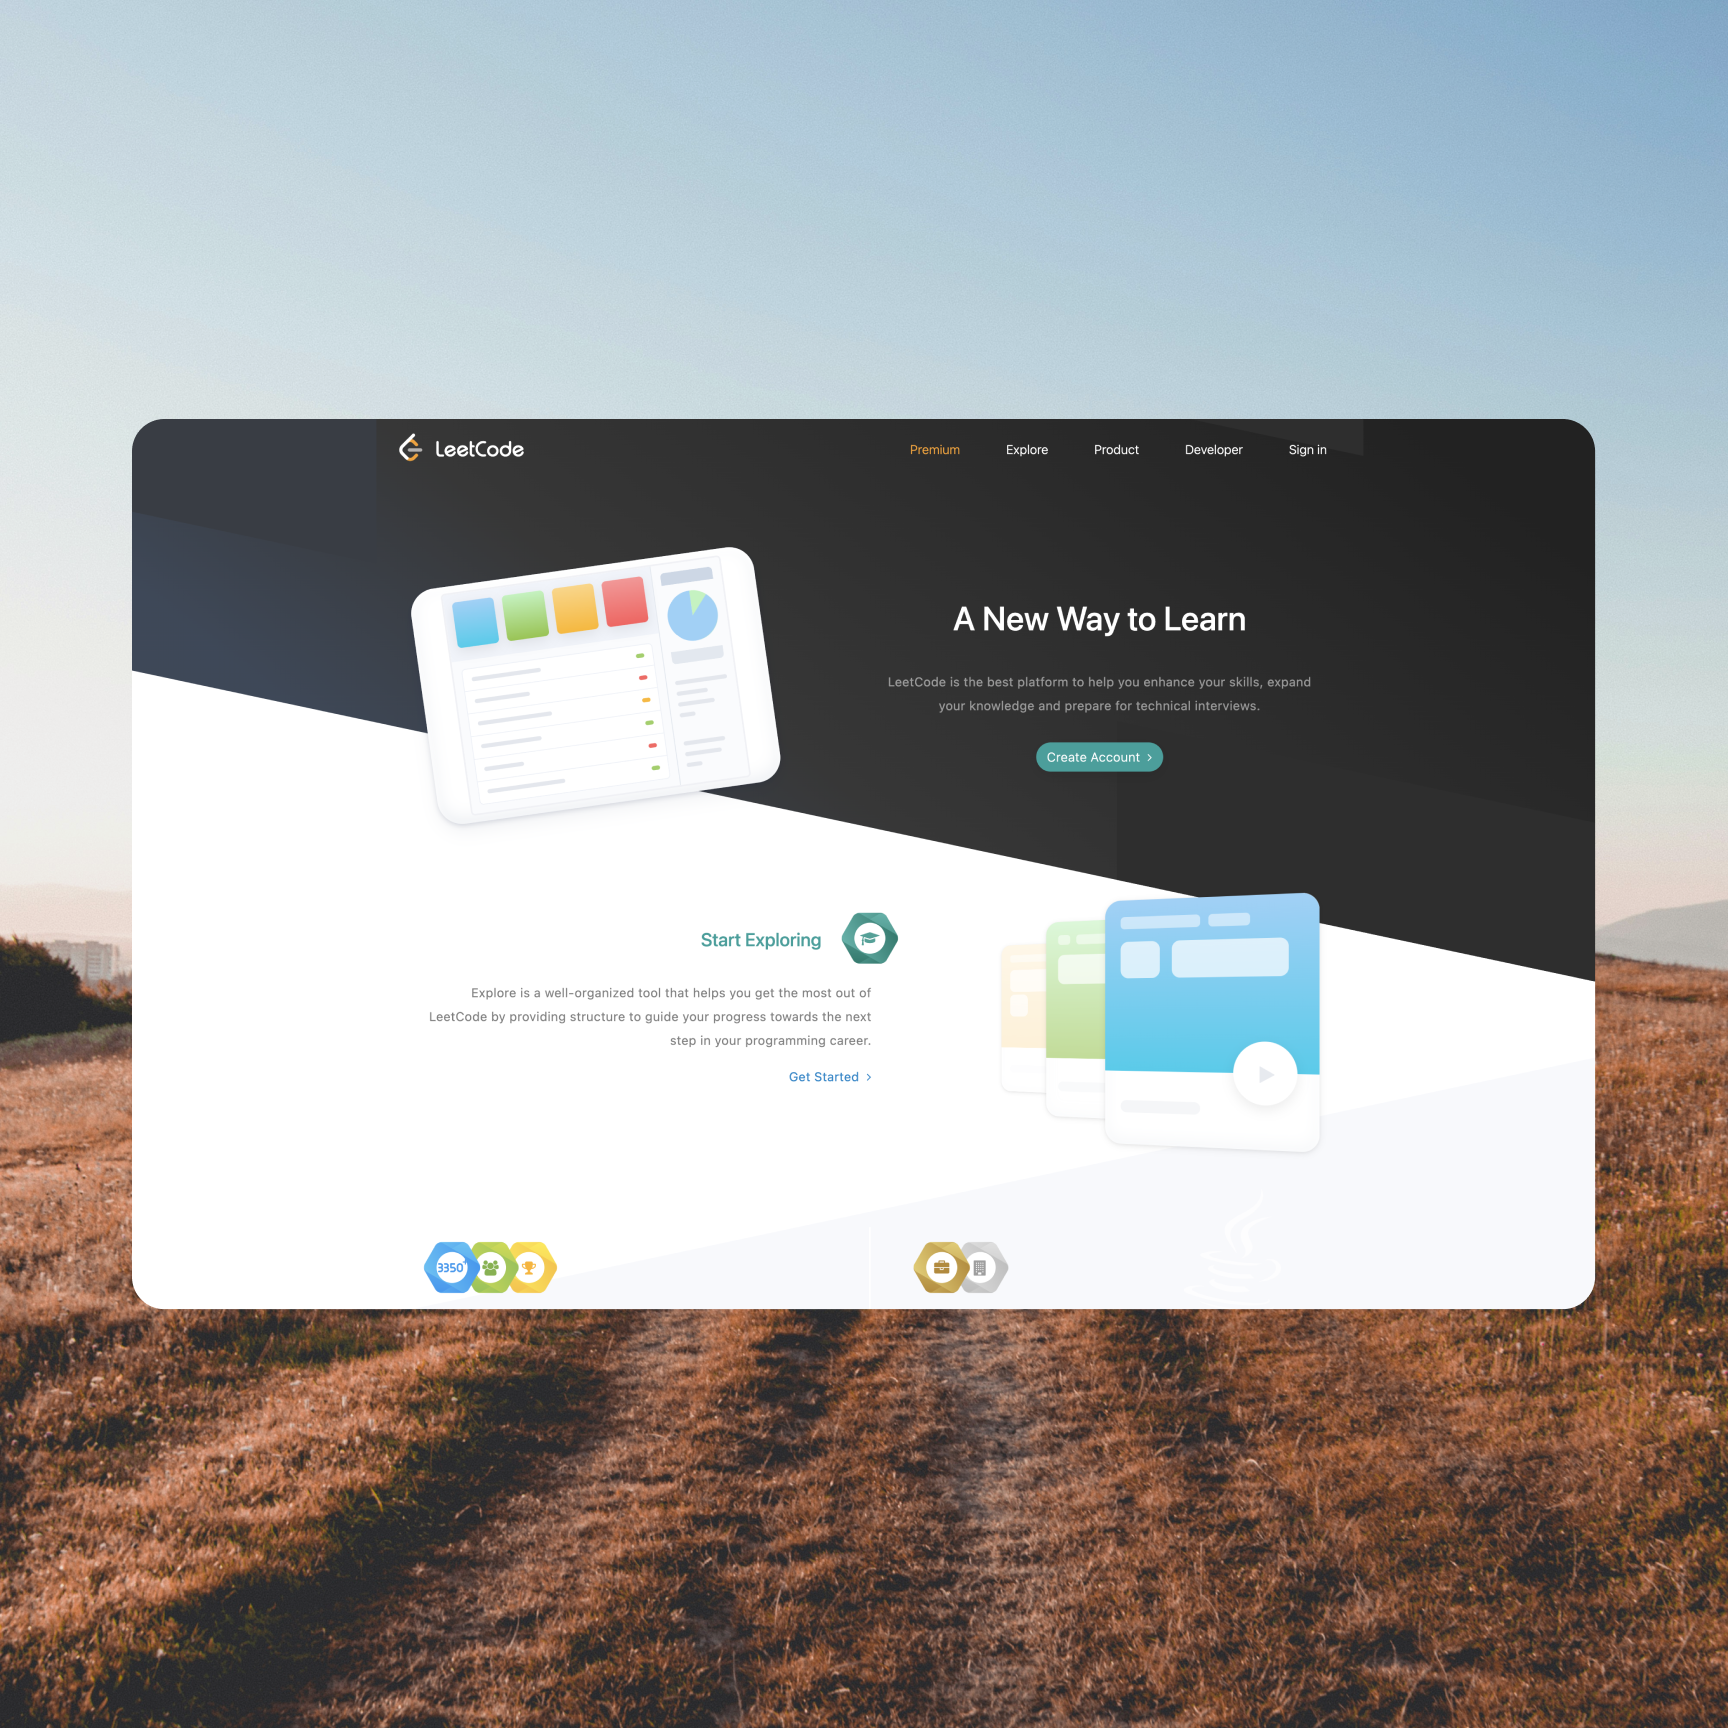 LeetCode
Premium
Explore
Product
Developer
Sign in
A New Way to Learn
LeetCode is the best platform to help you enhance your skills, expand
your knowledge and prepare for technical interviews.
Create Account
Start Exploring
Explore is a well-organized tool that helps you get the most out of
LeetCode by providing structure to guide your progress towards the next
step in your programming career.
Get Started
3350+